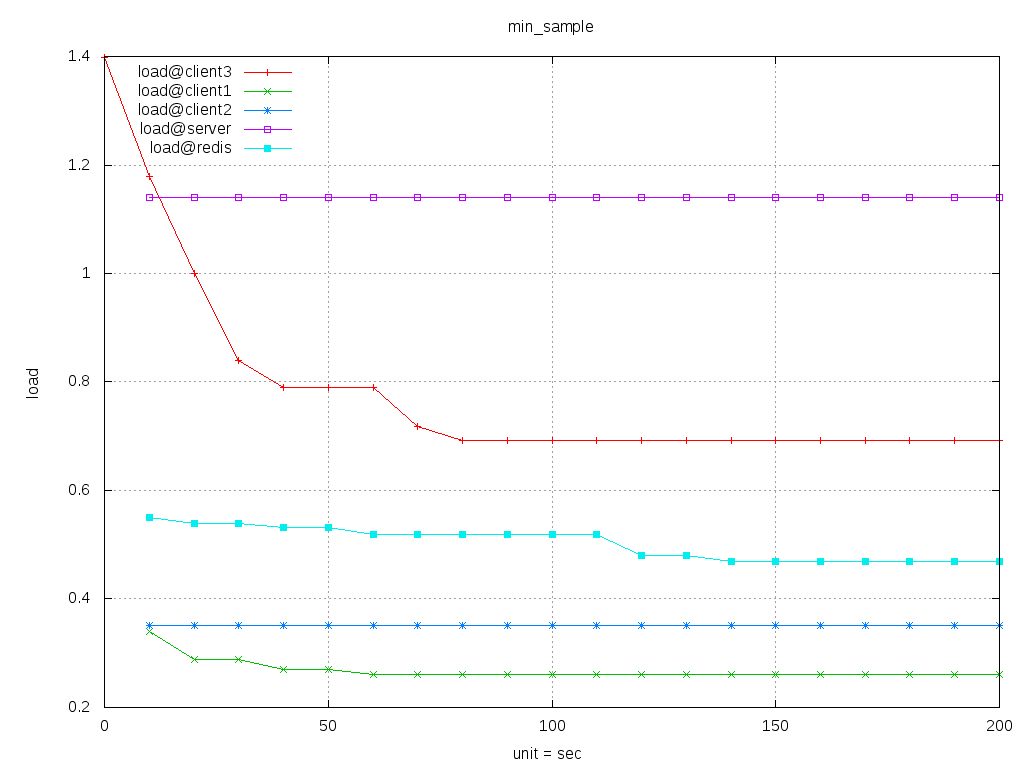 min_sample
load@client3
load@client1
load@client2
load@server
load@redis
1.4
1.2
1
0.8
0.6
0.4
0.2
load
0 50 100 150 200
unit = sec